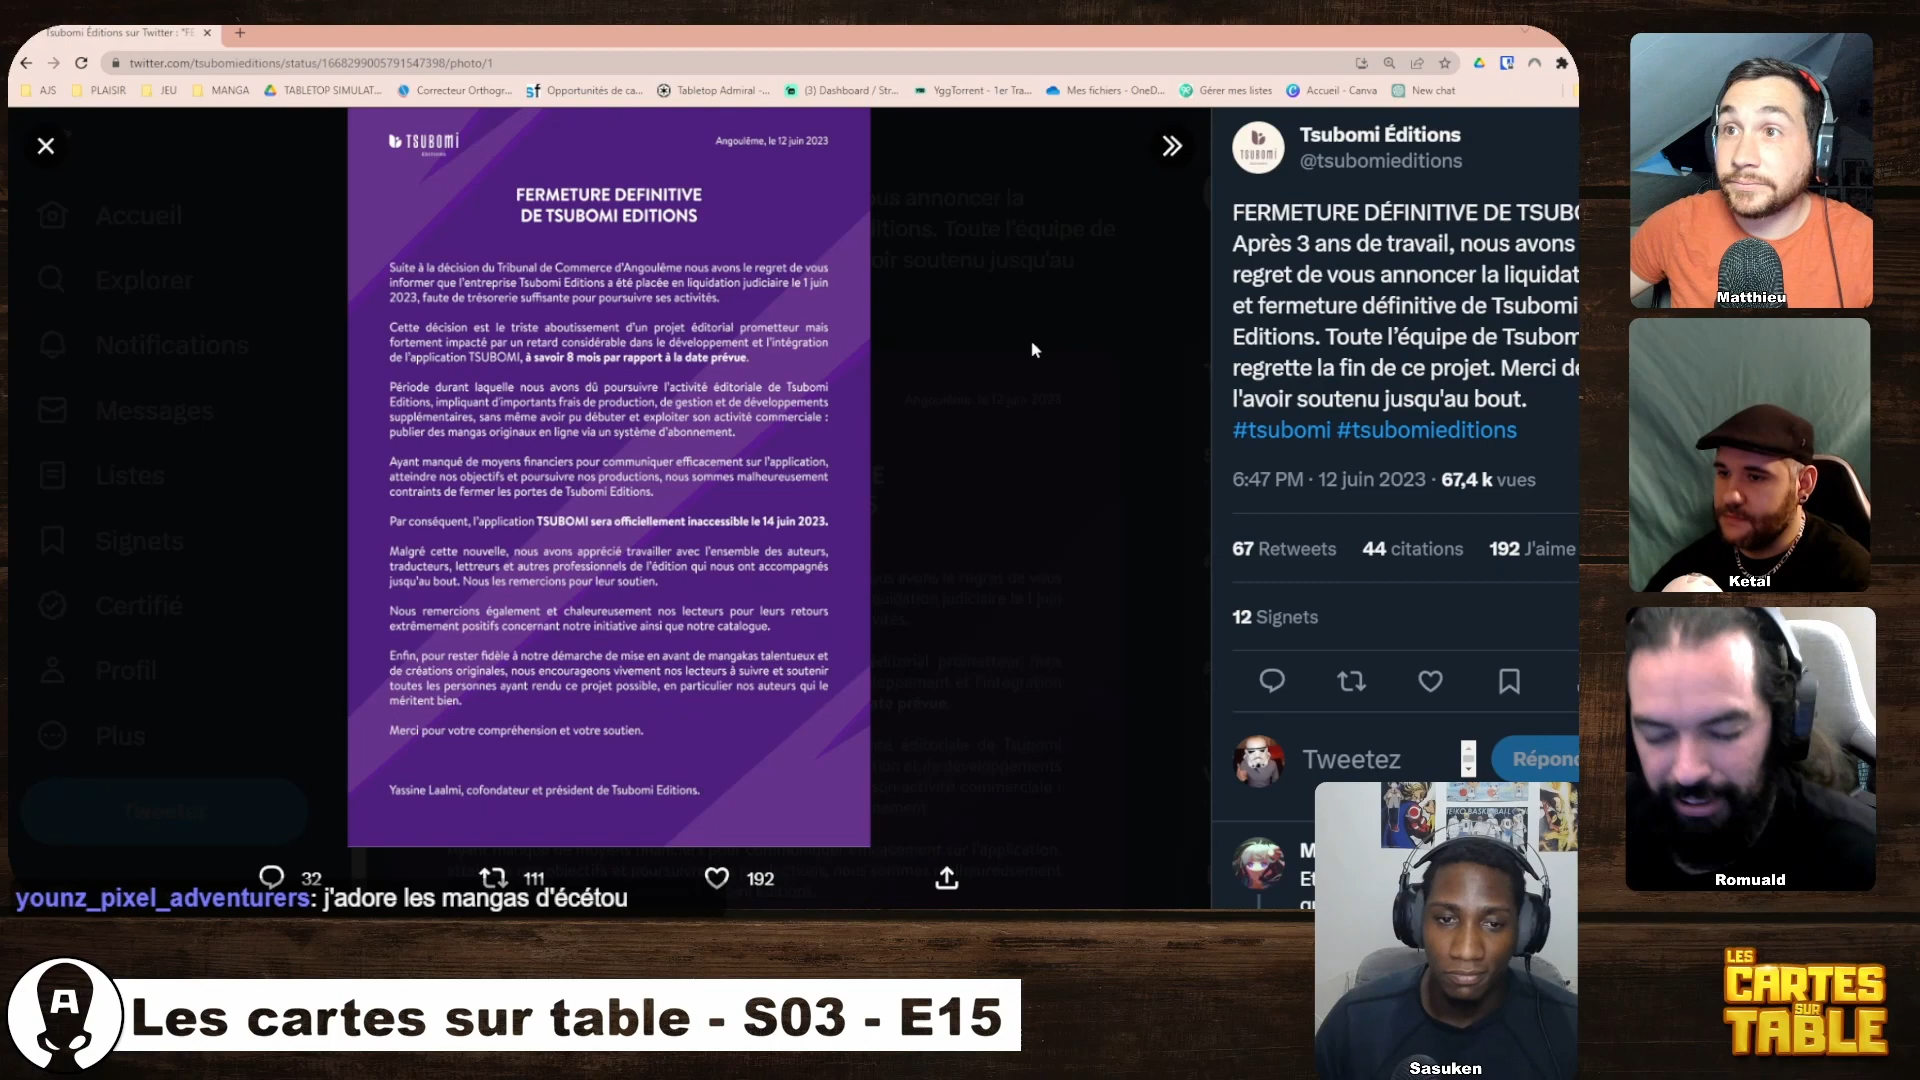 Tsubomi Éditions sur Twitter : "FE
twitter.com/tsubomieditions/status/1668299005791547398/photo/1
AJS
PLAISIR
JEU
MANGA
TABLETOP SIMULAT...
Correcteur Orthogr...
Opportunités de ca...
Tabletop Admiral -...
(3) Dashboard / Str...
YggTorrent - 1er Tra...
Mes fichiers - OneD...
Gérer mes listes
Accueil - Canva
New chat
Accueil
Explorer
Notifications
Messages
Listes
Signets
Certifié
Profil
Plus
Tweeter
TSUBOMI
EDITIONS
Angoulême, le 12 juin 2023
FERMETURE DEFINITIVE
DE TSUBOMI EDITIONS
Suite à la décision du Tribunal de Commerce d'Angoulême nous avons le regret de vous
informer que l'entreprise Tsubomi Editions a été placée en liquidation judiciaire le 1 juin
2023, faute de trésorerie suffisante pour poursuivre ses activités.
Cette décision est le triste aboutissement d'un projet éditorial prometteur mais
fortement impacté par un retard considérable dans le développement et l'intégration
de l'application TSUBOMI, à savoir 8 mois par rapport à la date prévue.
Période durant laquelle nous avons dû poursuivre l'activité éditoriale de Tsubomi
Editions, impliquant d'importants frais de production, de gestion et de développements
supplémentaires, sans même avoir pu débuter et exploiter son activité commerciale :
publier des mangas originaux en ligne via un système d'abonnement.
Ayant manqué de moyens financiers pour communiquer efficacement sur l'application,
atteindre nos objectifs et poursuivre nos productions, nous sommes malheureusement
contraints de fermer les portes de Tsubomi Editions.
Par conséquent, l'application TSUBOMI sera officiellement inaccessible le 14 juin 2023.
Malgré cette nouvelle, nous avons apprécié travailler avec l'ensemble des auteurs,
traducteurs, lettreurs et autres professionnels de l'édition qui nous ont accompagnés
jusqu'au bout. Nous les remercions pour leur soutien.
Nous remercions également et chaleureusement nos lecteurs pour leurs retours
extrêmement positifs concernant notre initiative ainsi que notre catalogue.
Enfin, pour rester fidèle à notre démarche de mise en avant de mangakas talentueux et
de créations originales, nous encourageons vivement nos lecteurs à suivre et soutenir
toutes les personnes ayant rendu ce projet possible, en particulier nos auteurs qui le
méritent bien.
Merci pour votre compréhension et votre soutien.
Yassine Laalmi, cofondateur et président de Tsubomi Editions.
32
111
192
Tsubomi Éditions
@tsubomieditions
FERMETURE DÉFINITIVE DE TSUBO
Après 3 ans de travail, nous avons
regret de vous annoncer la liquidat
et fermeture définitive de Tsubomi
Editions. Toute l'équipe de Tsubom
regrette la fin de ce projet. Merci de
l'avoir soutenu jusqu'au bout.
#tsubomi #tsubomieditions
6:47 PM · 12 juin 2023 · 67,4 k vues
67 Retweets 44 citations 192 J'aime
12 Signets
Tweetez
Répond
M
Et
qu
younz_pixel_adventurers: j'adore les mangas d'écétou
A
Les cartes sur table - S03 - E15
Matthieu
Ketal
Romuald
Sasuken
LES
CARTES
SUR
TABLE